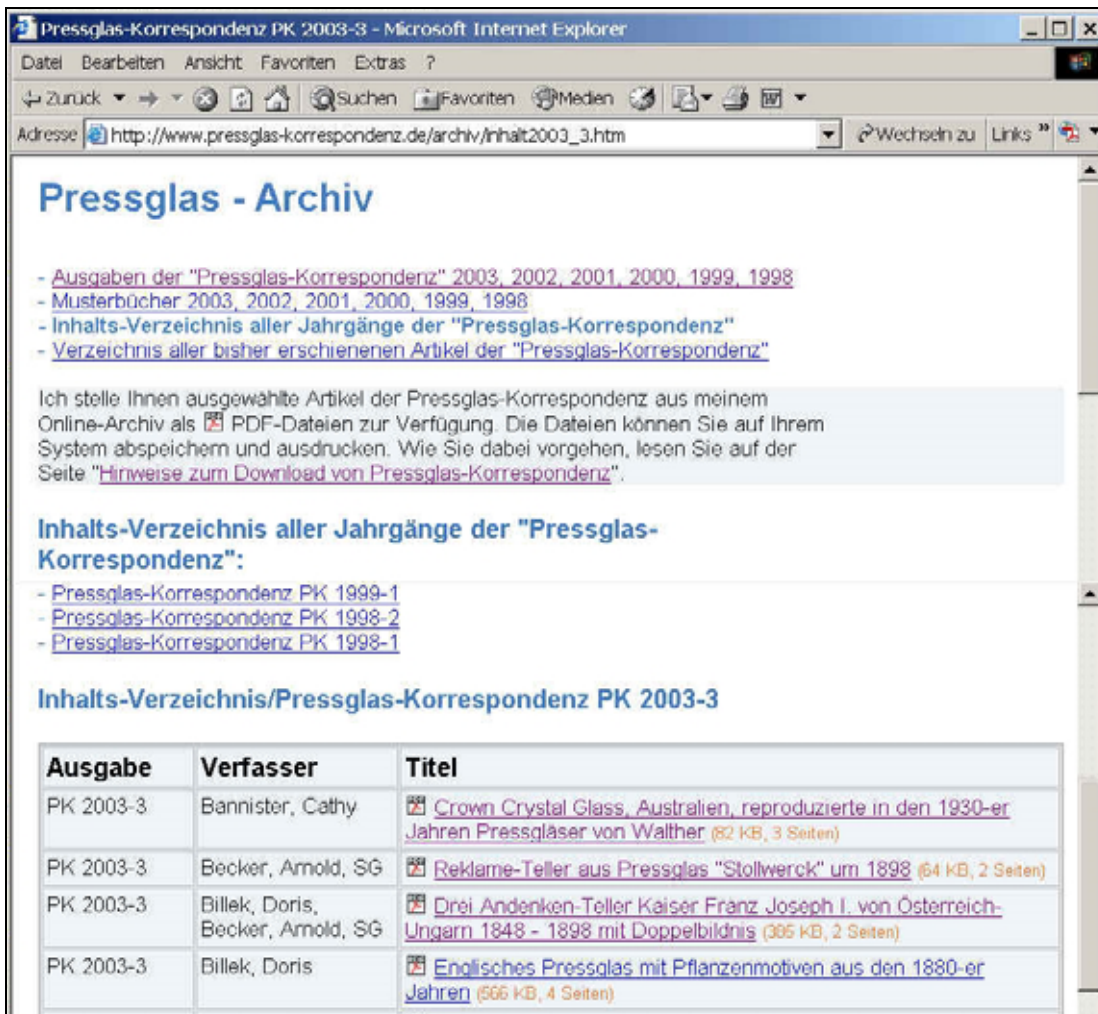 Pressglas-Korrespondenz PK 2003-3 - Microsoft Internet Explorer
Datei Bearbeiten Ansicht Favoriten Extras ?
Zurück Suchen Favoriten Medien
Adresse http://www.pressglas-korrespondenz.de/archiv/inhalt2003_3.htm Wechseln zu Links »
Pressglas - Archiv
- Ausgaben der "Pressglas-Korrespondenz" 2003, 2002, 2001, 2000, 1999, 1998
- Musterbücher 2003, 2002, 2001, 2000, 1999, 1998
- Inhalts-Verzeichnis aller Jahrgänge der "Pressglas-Korrespondenz"
- Verzeichnis aller bisher erschienenen Artikel der "Pressglas-Korrespondenz"
Ich stelle Ihnen ausgewählte Artikel der Pressglas-Korrespondenz aus meinem
Online-Archiv als PDF-Dateien zur Verfügung. Die Dateien können Sie auf Ihrem
System abspeichern und ausdrucken. Wie Sie dabei vorgehen, lesen Sie auf der
Seite "Hinweise zum Download von Pressglas-Korrespondenz".
Inhalts-Verzeichnis aller Jahrgänge der "Pressglas-
Korrespondenz":
- Pressglas-Korrespondenz PK 1999-1
- Pressglas-Korrespondenz PK 1998-2
- Pressglas-Korrespondenz PK 1998-1
Inhalts-Verzeichnis/Pressglas-Korrespondenz PK 2003-3
Ausgabe Verfasser Titel
PK 2003-3 Bannister, Cathy Crown Crystal Glass, Australien, reproduzierte in den 1930-er
Jahren Pressgläser von Walther (82 KB, 3 Seiten)
PK 2003-3 Becker, Arnold, SG Reklame-Teller aus Pressglas "Stollwerck" um 1898 (64 KB, 2 Seiten)
PK 2003-3 Billek, Doris, Drei Andenken-Teller Kaiser Franz Joseph I. von Österreich-
Becker, Arnold, SG Ungarn 1848 - 1898 mit Doppelbildnis (385 KB, 2 Seiten)
PK 2003-3 Billek, Doris Englisches Pressglas mit Pflanzenmotiven aus den 1880-er
Jahren (566 KB, 4 Seiten)